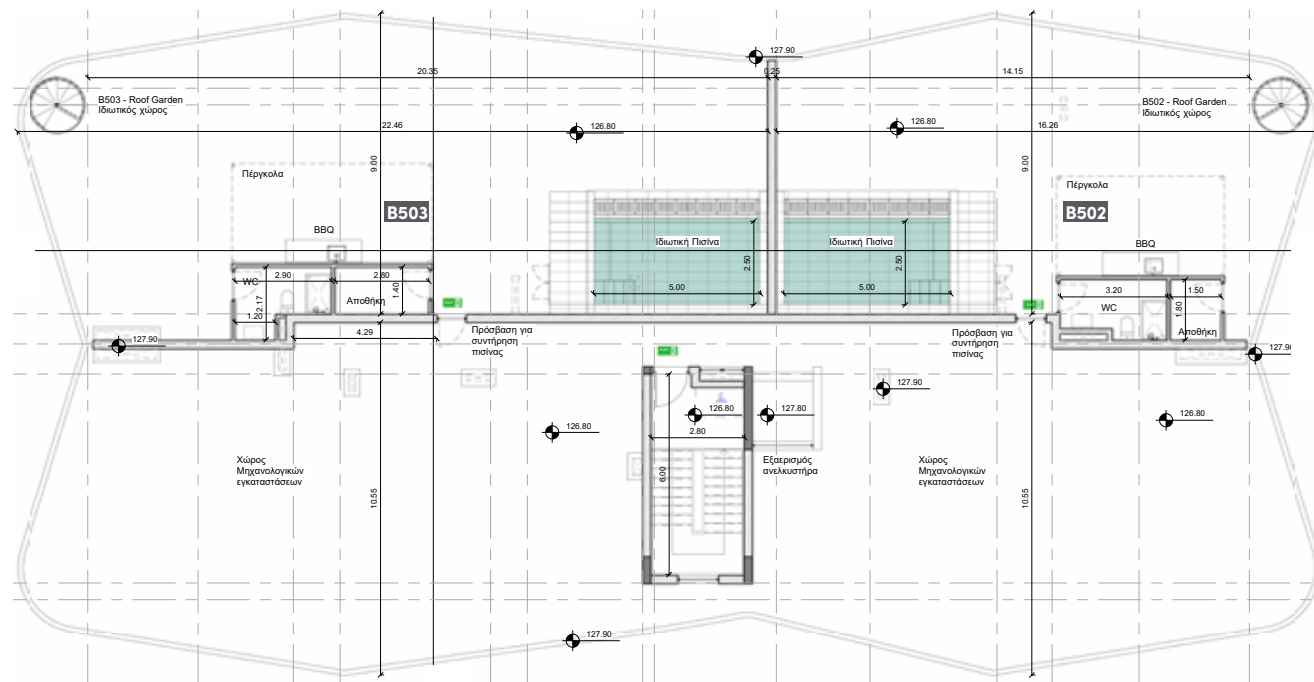 127.90
20.35
0.25
14.15
B503 - Roof Garden
Ιδιωτικός χώρος
B502 - Roof Garden
Ιδιωτικός χώρος
22.46
126.80
126.80
16.26
9.00
9.00
Πέργκολα
Πέργκολα
B503
B502
BBQ
BBQ
Ιδιωτική Πισίνα
Ιδιωτική Πισίνα
2.50
2.50
5.00
5.00
WC
2.90
2.80
2.17
1.40
Αποθήκη
1.20
4.29
3.20
1.50
WC
1.80
Αποθήκη
Πρόσβαση για
συντήρηση
πισίνας
Πρόσβαση για
συντήρηση
πισίνας
127.90
127.90
127.90
126.80
127.80
126.80
126.80
2.80
6.00
Χώρος
Μηχανολογικών
εγκαταστάσεων
Εξαερισμός
ανελκυστήρα
Χώρος
Μηχανολογικών
εγκαταστάσεων
10.55
10.55
127.90